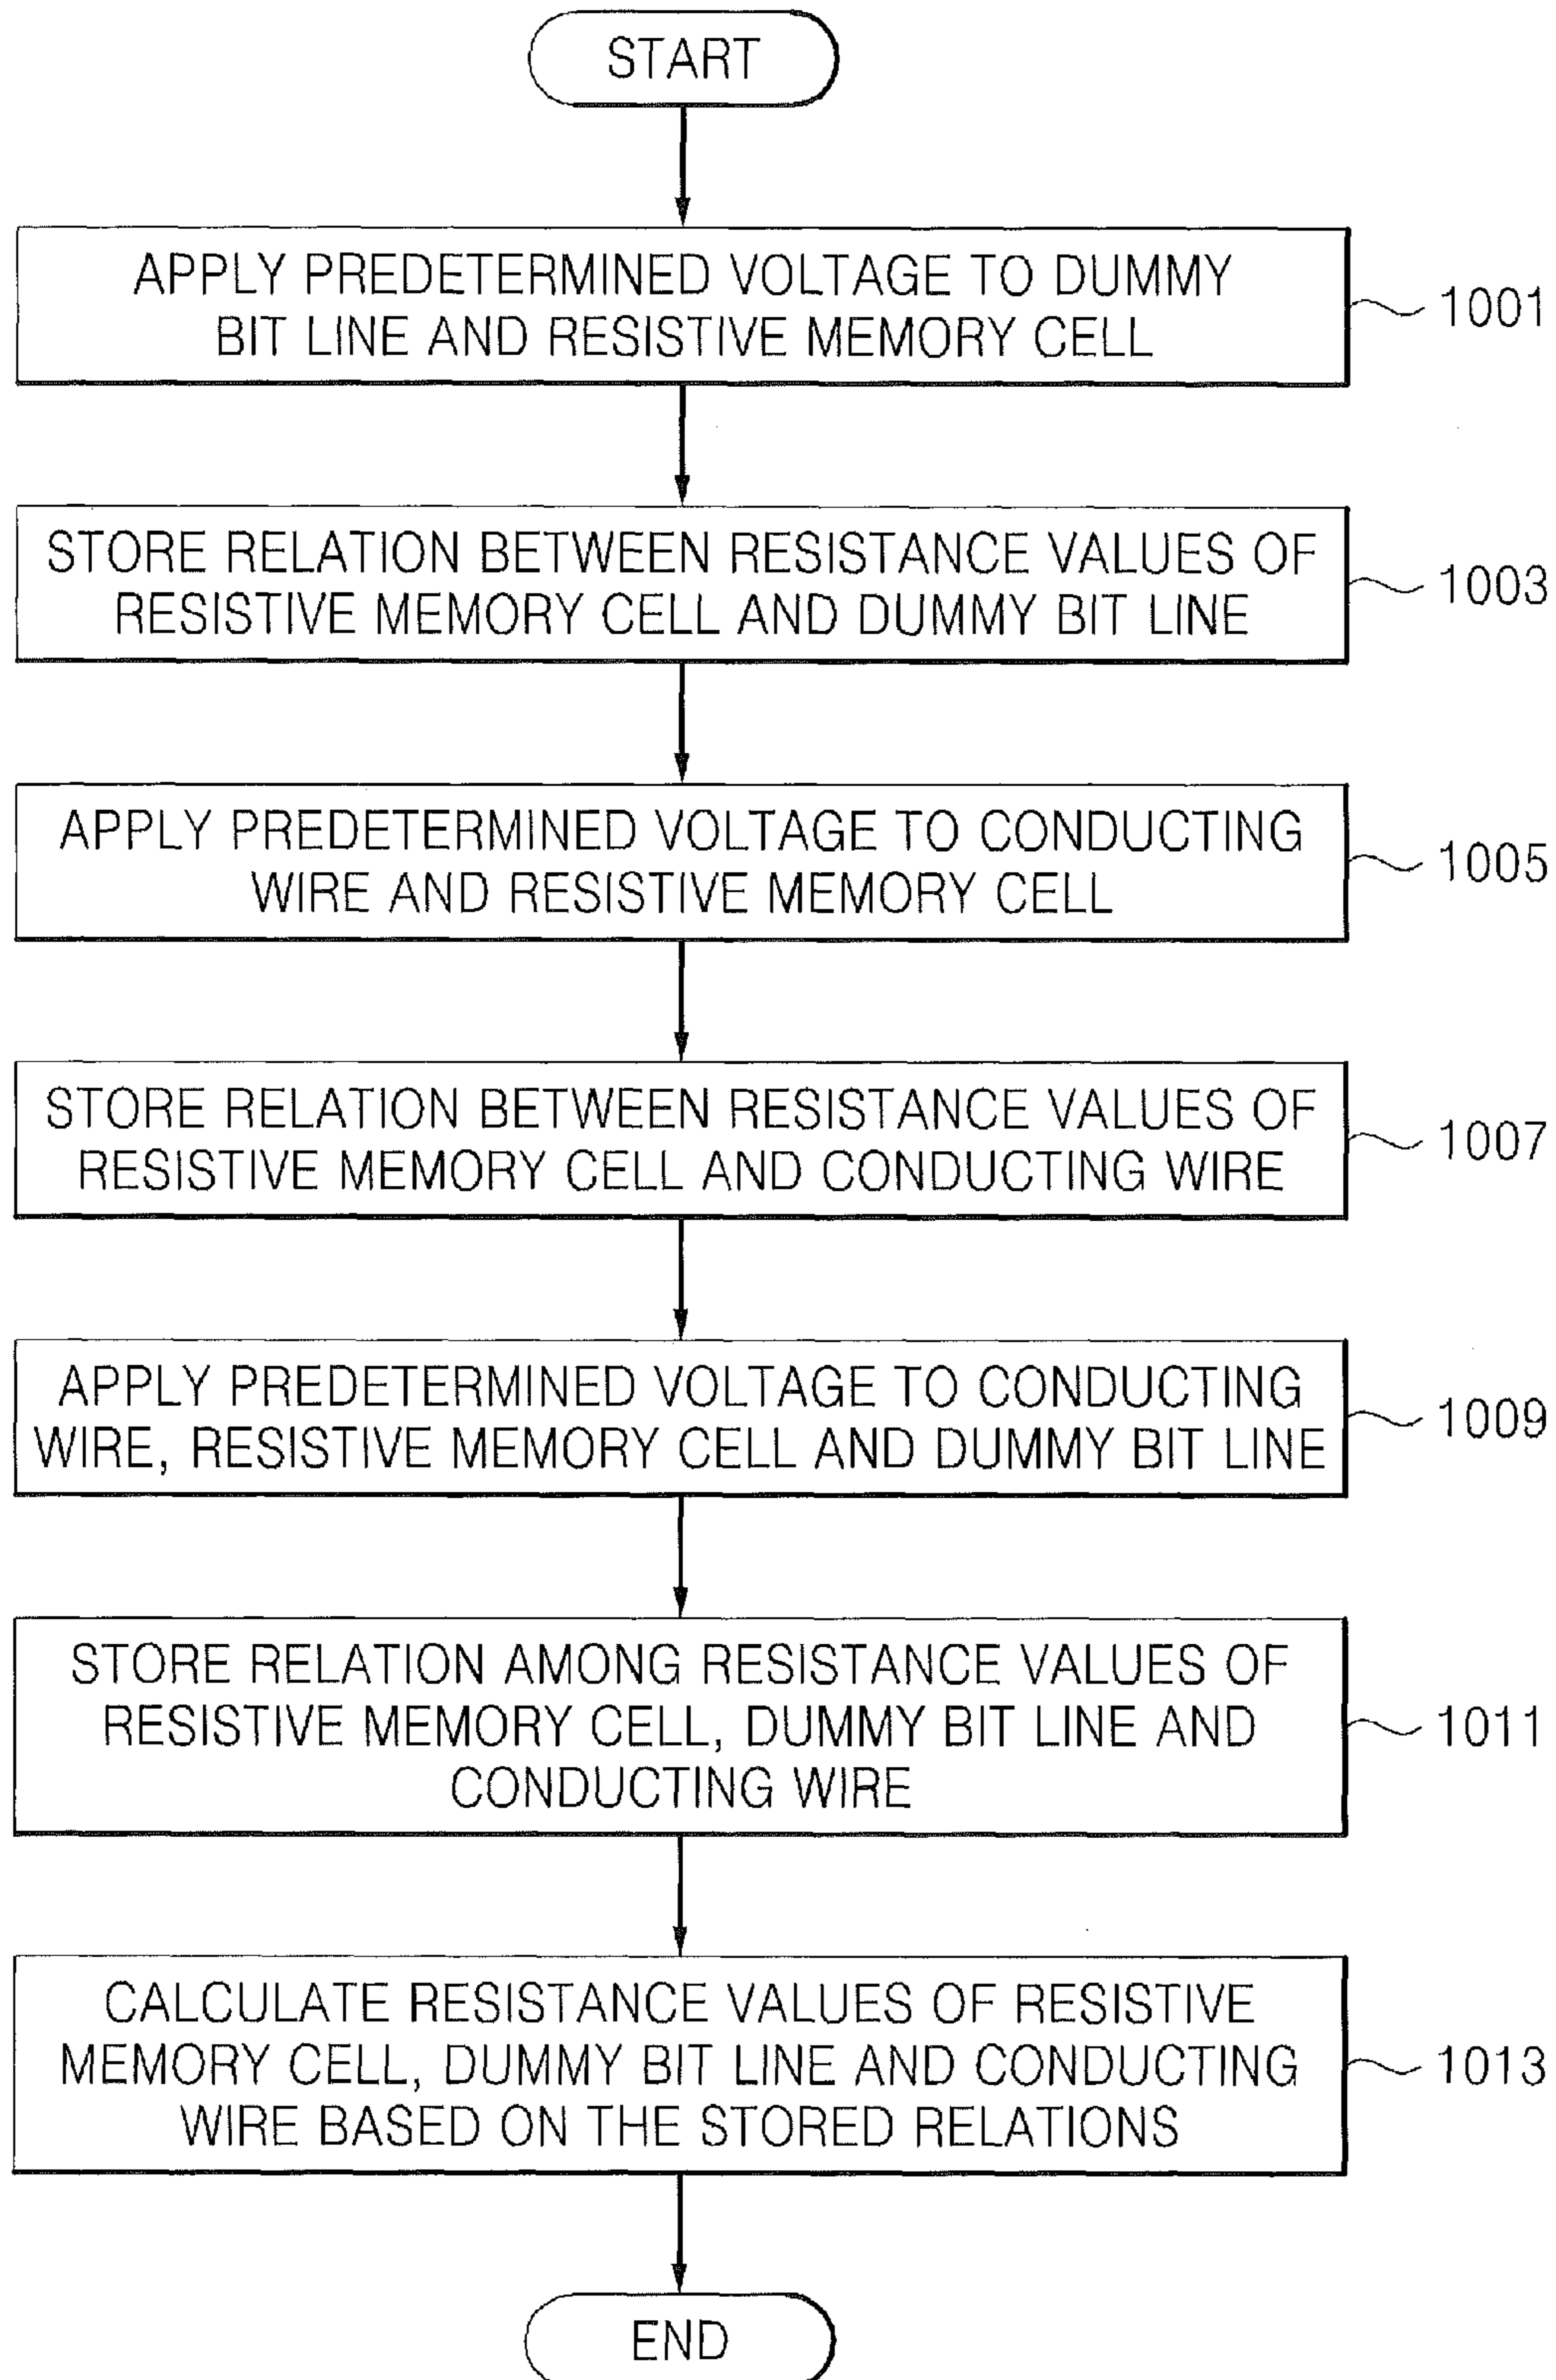 START
APPLY PREDETERMINED VOLTAGE TO DUMMY
BIT LINE AND RESISTIVE MEMORY CELL
1001
STORE RELATION BETWEEN RESISTANCE VALUES OF
RESISTIVE MEMORY CELL AND DUMMY BIT LINE
1003
APPLY PREDETERMINED VOLTAGE TO CONDUCTING
WIRE AND RESISTIVE MEMORY CELL
1005
STORE RELATION BETWEEN RESISTANCE VALUES OF
RESISTIVE MEMORY CELL AND CONDUCTING WIRE
1007
APPLY PREDETERMINED VOLTAGE TO CONDUCTING
WIRE, RESISTIVE MEMORY CELL AND DUMMY BIT LINE
1009
STORE RELATION AMONG RESISTANCE VALUES OF
RESISTIVE MEMORY CELL, DUMMY BIT LINE AND
CONDUCTING WIRE
1011
CALCULATE RESISTANCE VALUES OF RESISTIVE
MEMORY CELL, DUMMY BIT LINE AND CONDUCTING
WIRE BASED ON THE STORED RELATIONS
1013
END